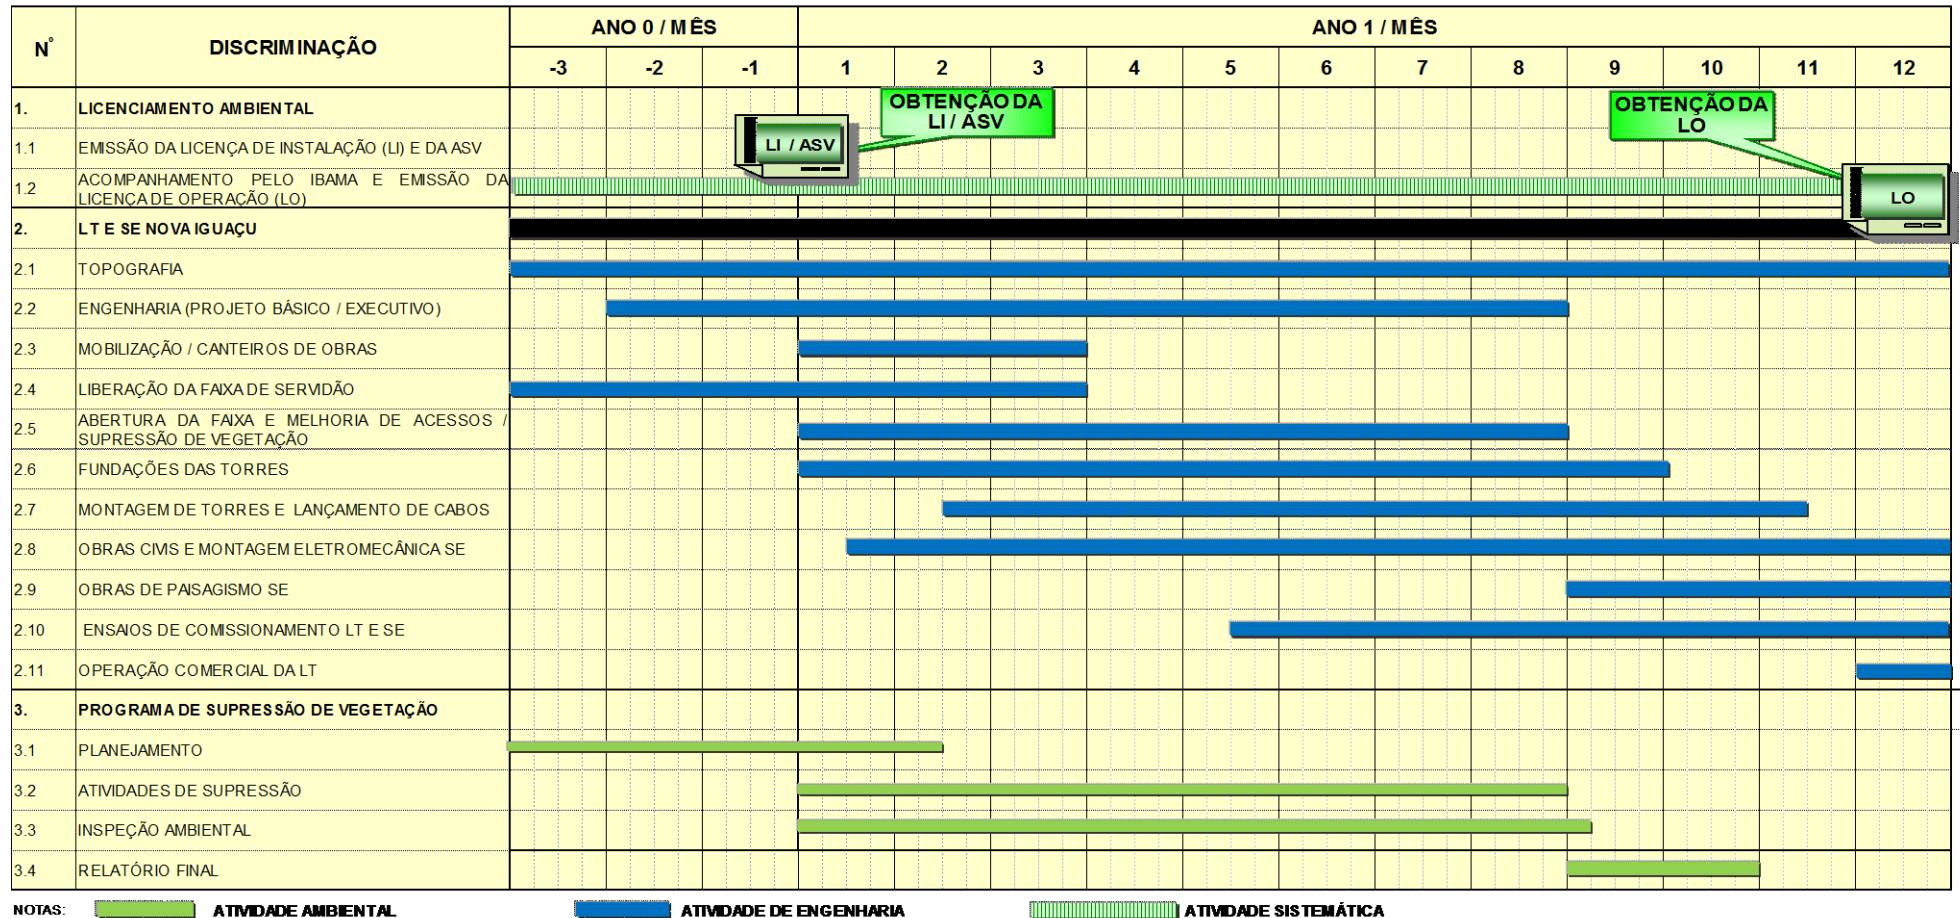 N° DISCRIMINAÇÃO ANO 0 / MÊS ANO 1 / MÊS
-3 -2 -1 1 2 3 4 5 6 7 8 9 10 11 12
1. LICENCIAMENTO AMBIENTAL
OBTENÇÃO DA
LI / ASV
OBTENÇÃO DA
LO
1.1 EMISSÃO DA LICENÇA DE INSTALAÇÃO (LI) E DA ASV
LI / ASV
1.2 ACOMPANHAMENTO PELO IBAMA E EMISSÃO DA
LICENÇA DE OPERAÇÃO (LO)
LO
2. LT E SE NOVA IGUAÇU
2.1 TOPOGRAFIA
2.2 ENGENHARIA (PROJETO BÁSICO / EXECUTIVO)
2.3 MOBILIZAÇÃO / CANTEIROS DE OBRAS
2.4 LIBERAÇÃO DA FAIXA DE SERVIDÃO
2.5 ABERTURA DA FAIXA E MELHORIA DE ACESSOS /
SUPRESSÃO DE VEGETAÇÃO
2.6 FUNDAÇÕES DAS TORRES
2.7 MONTAGEM DE TORRES E LANÇAMENTO DE CABOS
2.8 OBRAS CIVIS E MONTAGEM ELETROMECÂNICA SE
2.9 OBRAS DE PAISAGISMO SE
2.10 ENSAIOS DE COMISSIONAMENTO LT E SE
2.11 OPERAÇÃO COMERCIAL DA LT
3. PROGRAMA DE SUPRESSÃO DE VEGETAÇÃO
3.1 PLANEJAMENTO
3.2 ATIVIDADES DE SUPRESSÃO
3.3 INSPEÇÃO AMBIENTAL
3.4 RELATÓRIO FINAL
NOTAS: ATIVIDADE AMBIENTAL ATIVIDADE DE ENGENHARIA ATIVIDADE SISTEMÁTICA